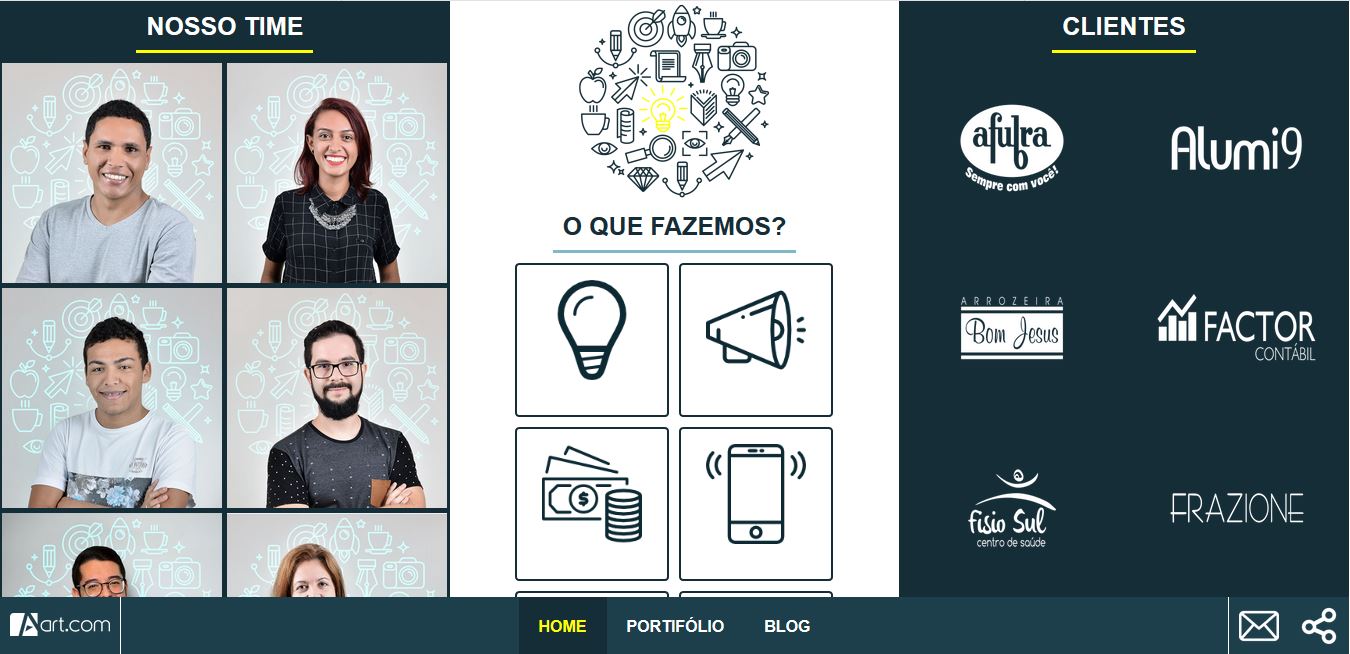 NOSSO TIME
O QUE FAZEMOS?
CLIENTES
afubra
Sempre com você!
Alumi9
ARROZEIRA
Bom Jesus
FACTOR
CONTÁBIL
fisio Sul
centro de saúde
FRAZIONE
Aart.com
HOME
PORTIFÓLIO
BLOG